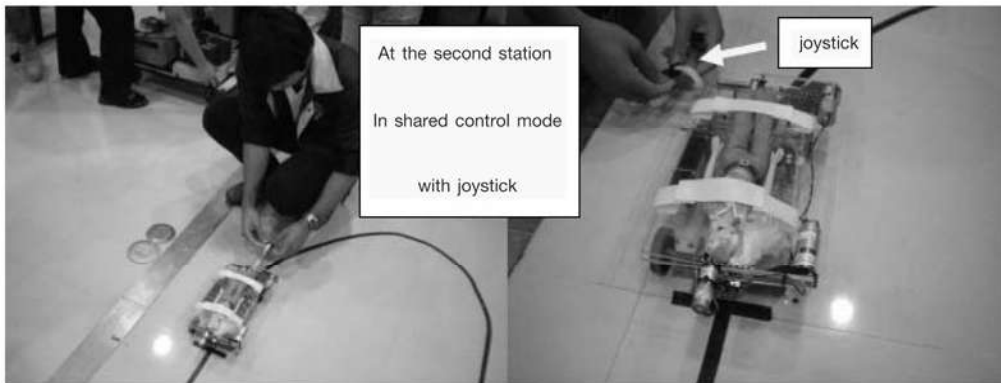 At the second station
In shared control mode
with joystick
joystick